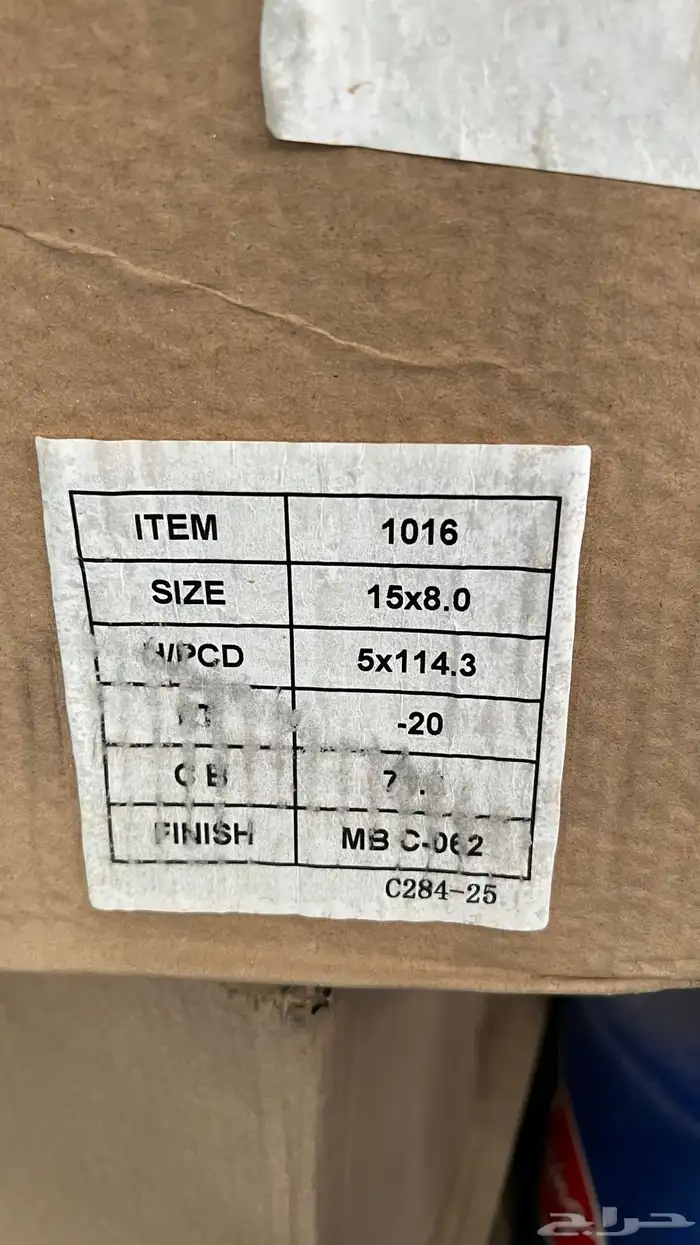 ITEM 1016
SIZE 15x8.0
H/PCD 5x114.3
-20
C B
FINISH MB C-062
C284-25
حراج